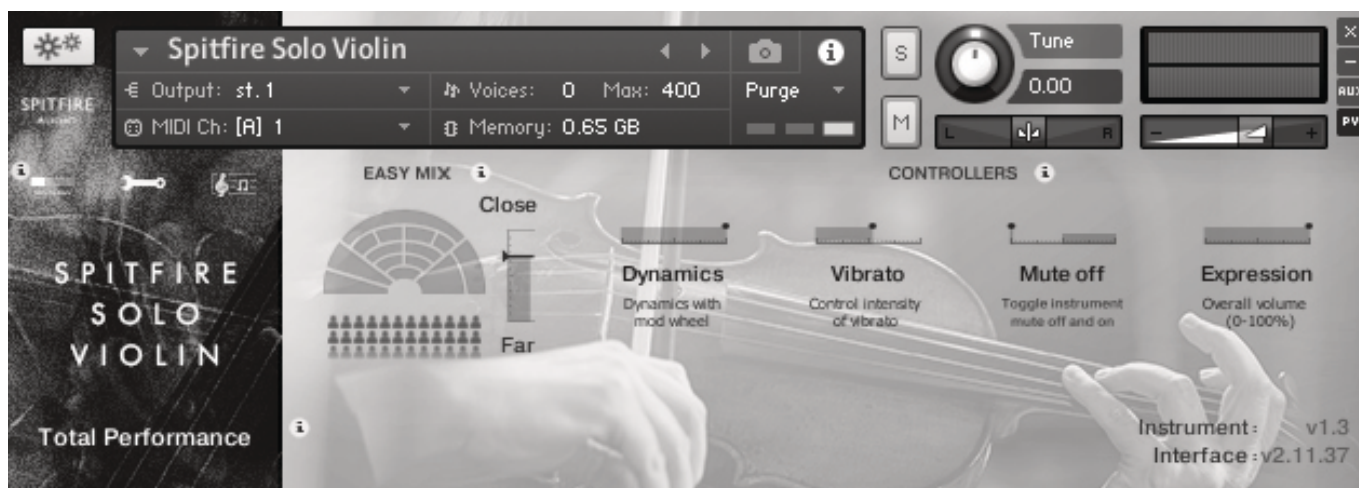 Spitfire Solo Violin
Output: st.1
Voices: 0 Max: 400
Purge
MIDI Ch: [A] 1
Memory: 0.65 GB
S
M
Tune
0.00
L
R
-
+
×
-
AUX
PV
SPITFIRE
AUDIO
EASY MIX
Close
Far
CONTROLLERS
Dynamics
Dynamics with
mod wheel
Vibrato
Control intensity
of vibrato
Mute off
Toggle instrument
mute off and on
Expression
Overall volume
(0-100%)
SPITFIRE
SOLO
VIOLIN
Total Performance
Instrument: v1.3
Interface: v2.11.37